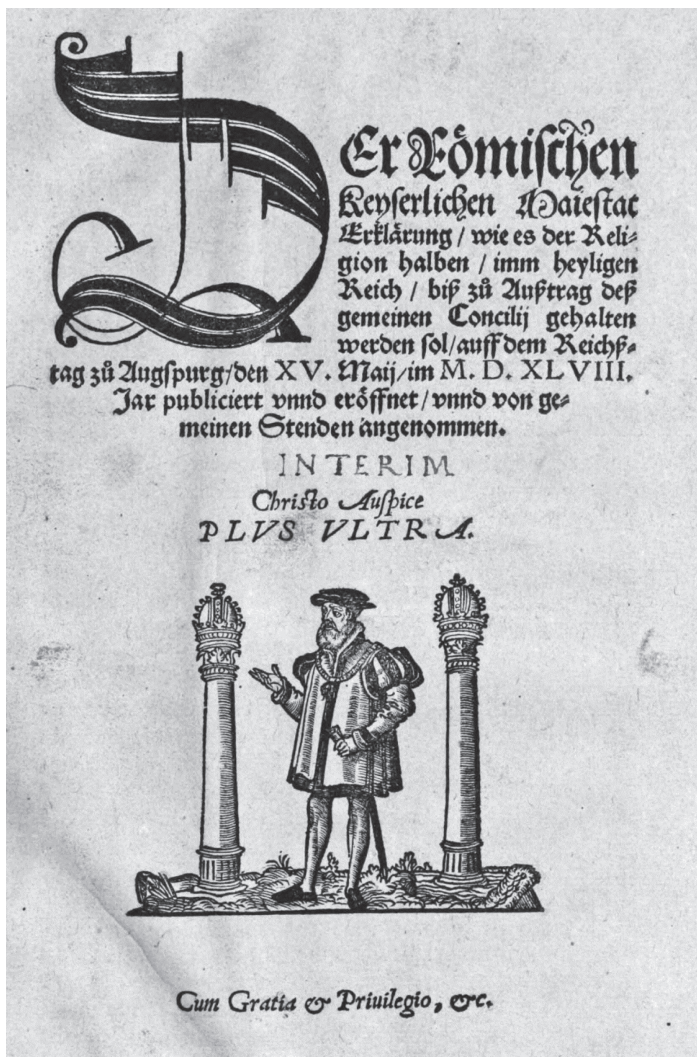 DEr Römischen
Keyserlichen Maiestat
Erklärung / wie es der Reli-
gion halben / imm heyligen
Reich / biß zů Außtrag deß
gemeinen Concilij gehalten
werden sol/auff dem Reichß-
tag zů Augspurg/den XV. Maij/im M. D. XLVIII.
Jar publiciert vnnd eröffnet/vnnd von ge-
meinen Stenden angenommen.
INTERIM
Christo Auspice
PLVS VLTRA.
Cum Gratia & Priuilegio, &c.